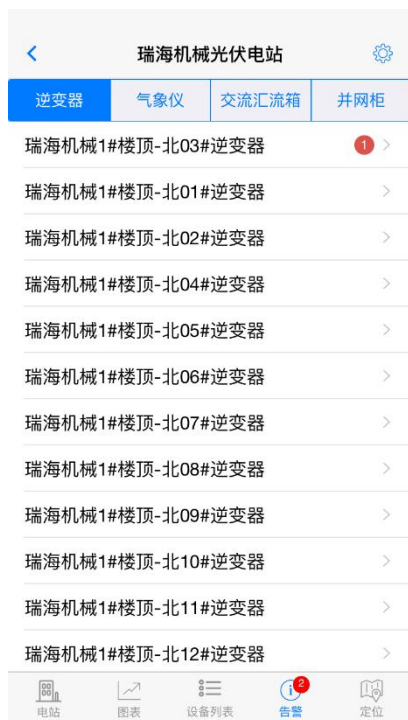 瑞海机械光伏电站
逆变器 气象仪 交流汇流箱 并网柜
瑞海机械1#楼顶-北03#逆变器 1
瑞海机械1#楼顶-北01#逆变器
瑞海机械1#楼顶-北02#逆变器
瑞海机械1#楼顶-北04#逆变器
瑞海机械1#楼顶-北05#逆变器
瑞海机械1#楼顶-北06#逆变器
瑞海机械1#楼顶-北07#逆变器
瑞海机械1#楼顶-北08#逆变器
瑞海机械1#楼顶-北09#逆变器
瑞海机械1#楼顶-北10#逆变器
瑞海机械1#楼顶-北11#逆变器
瑞海机械1#楼顶-北12#逆变器
2
电站 图表 设备列表 告警 定位